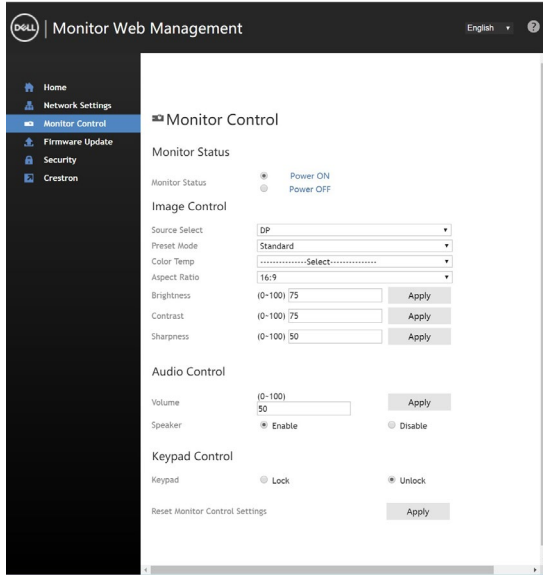 DELL | Monitor Web Management
English
?
Home
Network Settings
Monitor Control
Firmware Update
Security
Crestron
Monitor Control
Monitor Status
Monitor Status Power ON
Power OFF
Image Control
Source Select DP
Preset Mode Standard
Color Temp ---------------Select---------------
Aspect Ratio 16:9
Brightness (0~100) 75 Apply
Contrast (0~100) 75 Apply
Sharpness (0~100) 50 Apply
Audio Control
Volume (0~100) Apply
50
Speaker Enable Disable
Keypad Control
Keypad Lock Unlock
Reset Monitor Control Settings Apply